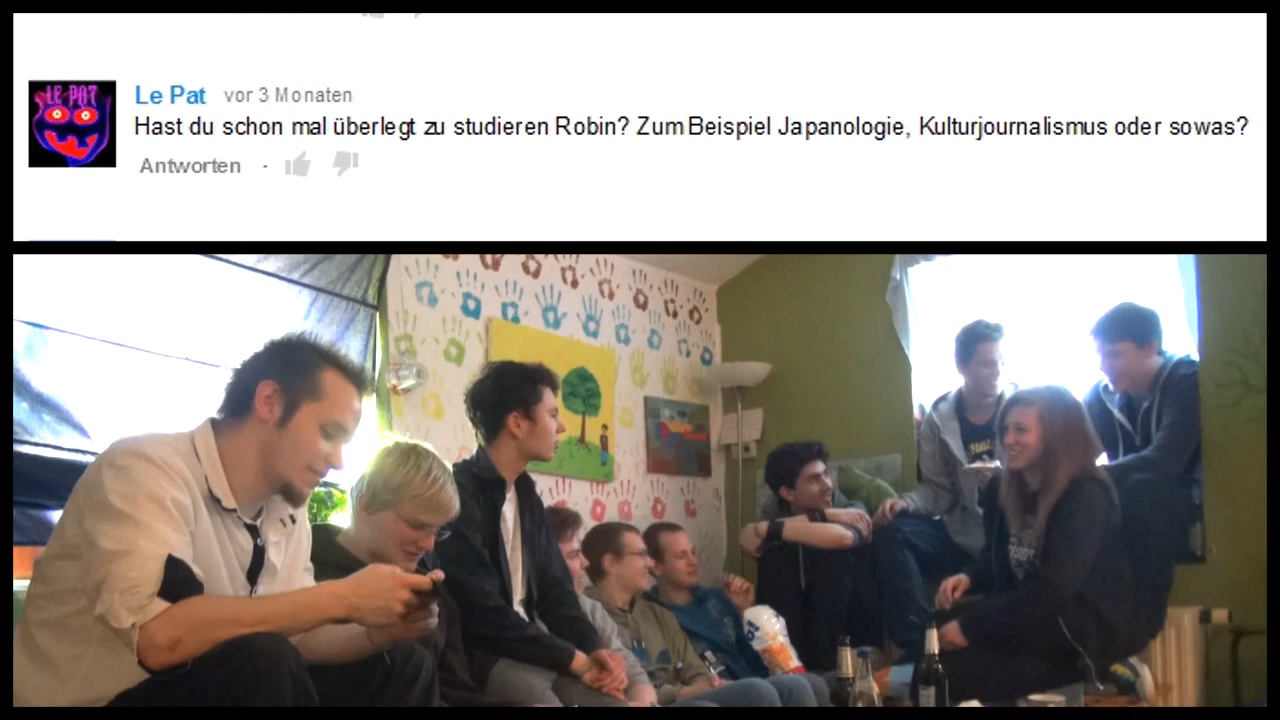 LE PAT
Le Pat vor 3 Monaten
Hast du schon mal überlegt zu studieren Robin? Zum Beispiel Japanologie, Kulturjournalismus oder sowas?
Antworten ·